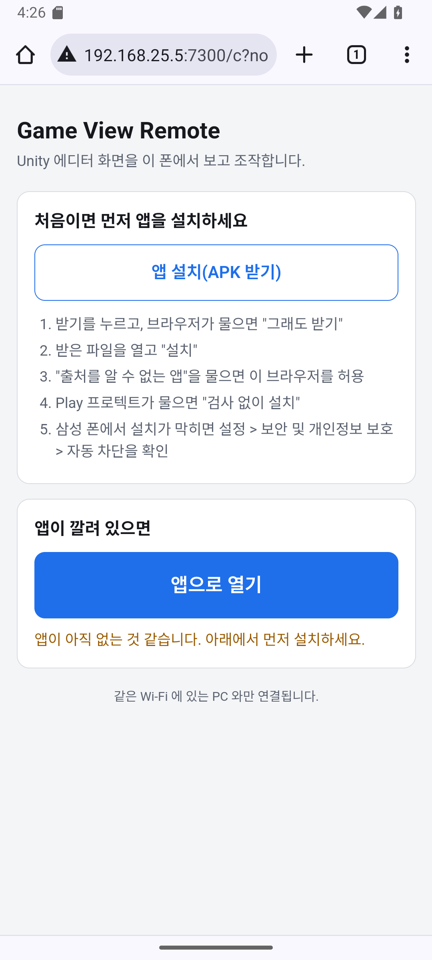 4:26
192.168.25.5:7300/c?no
1
Game View Remote
Unity 에디터 화면을 이 폰에서 보고 조작합니다.
처음이면 먼저 앱을 설치하세요
앱 설치(APK 받기)
1. 받기를 누르고, 브라우저가 물으면 "그래도 받기"
2. 받은 파일을 열고 "설치"
3. "출처를 알 수 없는 앱"을 물으면 이 브라우저를 허용
4. Play 프로텍트가 물으면 "검사 없이 설치"
5. 삼성 폰에서 설치가 막히면 설정 > 보안 및 개인정보 보호
> 자동 차단을 확인
앱이 깔려 있으면
앱으로 열기
앱이 아직 없는 것 같습니다. 아래에서 먼저 설치하세요.
같은 Wi-Fi 에 있는 PC 와만 연결됩니다.